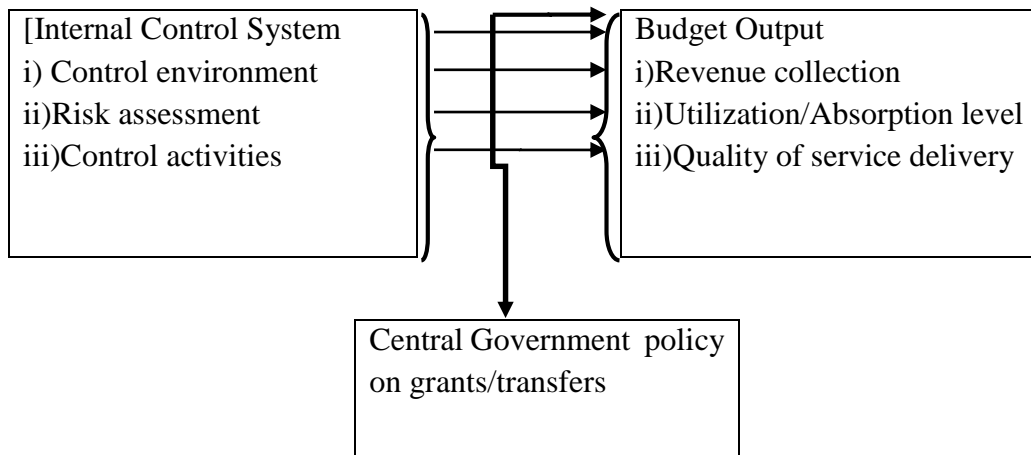 [Internal Control System
i) Control environment
ii)Risk assessment
iii)Control activities
Budget Output
i)Revenue collection
ii)Utilization/Absorption level
iii)Quality of service delivery
Central Government policy
on grants/transfers